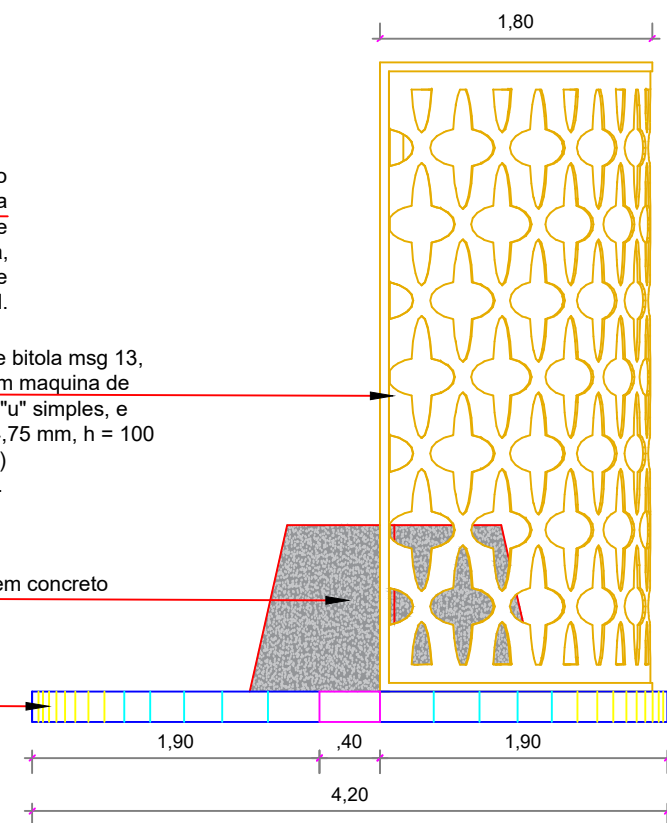 1,80
o
a
e
,
e
.
e bitola msg 13,
m maquina de
"u" simples, e
,75 mm, h = 100
)
.
em concreto
1,90
,40
1,90
4,20